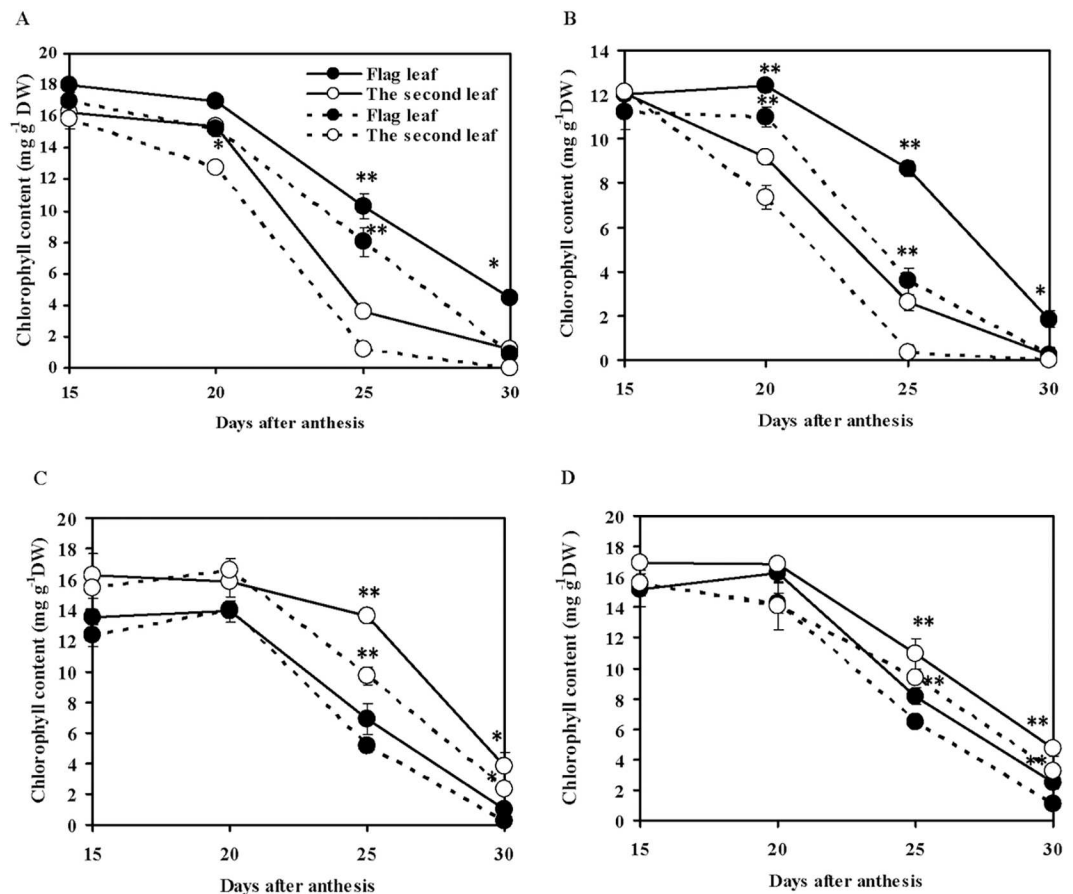 A
Chlorophyll content (mg g-1DW)
20
18
16
14
12
10
8
6
4
2
0
Flag leaf
The second leaf
Flag leaf
The second leaf
*
**
**
*
15 20 25 30
Days after anthesis
B
Chlorophyll content (mg g-1DW )
14
12
10
8
6
4
2
0
**
**
**
**
*
15 20 25 30
Days after anthesis
C
Chlorophyll content (mg g-1DW)
20
18
16
14
12
10
8
6
4
2
0
**
**
*
*
15 20 25 30
Days after anthesis
D
Chlorophyll content (mg g-1DW )
20
18
16
14
12
10
8
6
4
2
0
**
**
**
**
15 20 25 30
Days after anthesis